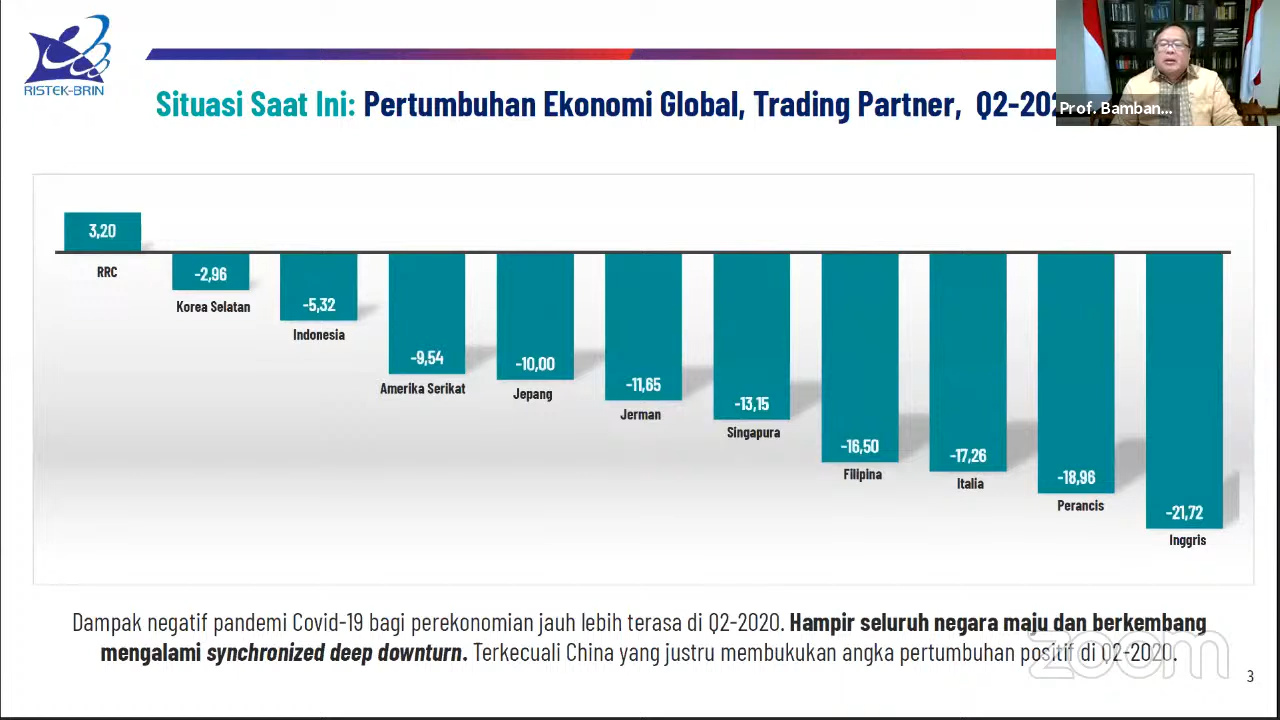 RISTEK-BRIN
Situasi Saat Ini: Pertumbuhan Ekonomi Global, Trading Partner, Q2-202
Prof. Bamban...
3,20
RRC
-2,96
Korea Selatan
-5,32
Indonesia
-9,54
Amerika Serikat
-10,00
Jepang
-11,65
Jerman
-13,15
Singapura
-16,50
Filipina
-17,26
Italia
-18,96
Perancis
-21,72
Inggris
Dampak negatif pandemi Covid-19 bagi perekonomian jauh lebih terasa di Q2-2020. Hampir seluruh negara maju dan berkembang
mengalami synchronized deep downturn. Terkecuali China yang justru membukukan angka pertumbuhan positif di Q2-2020.
zoom
3